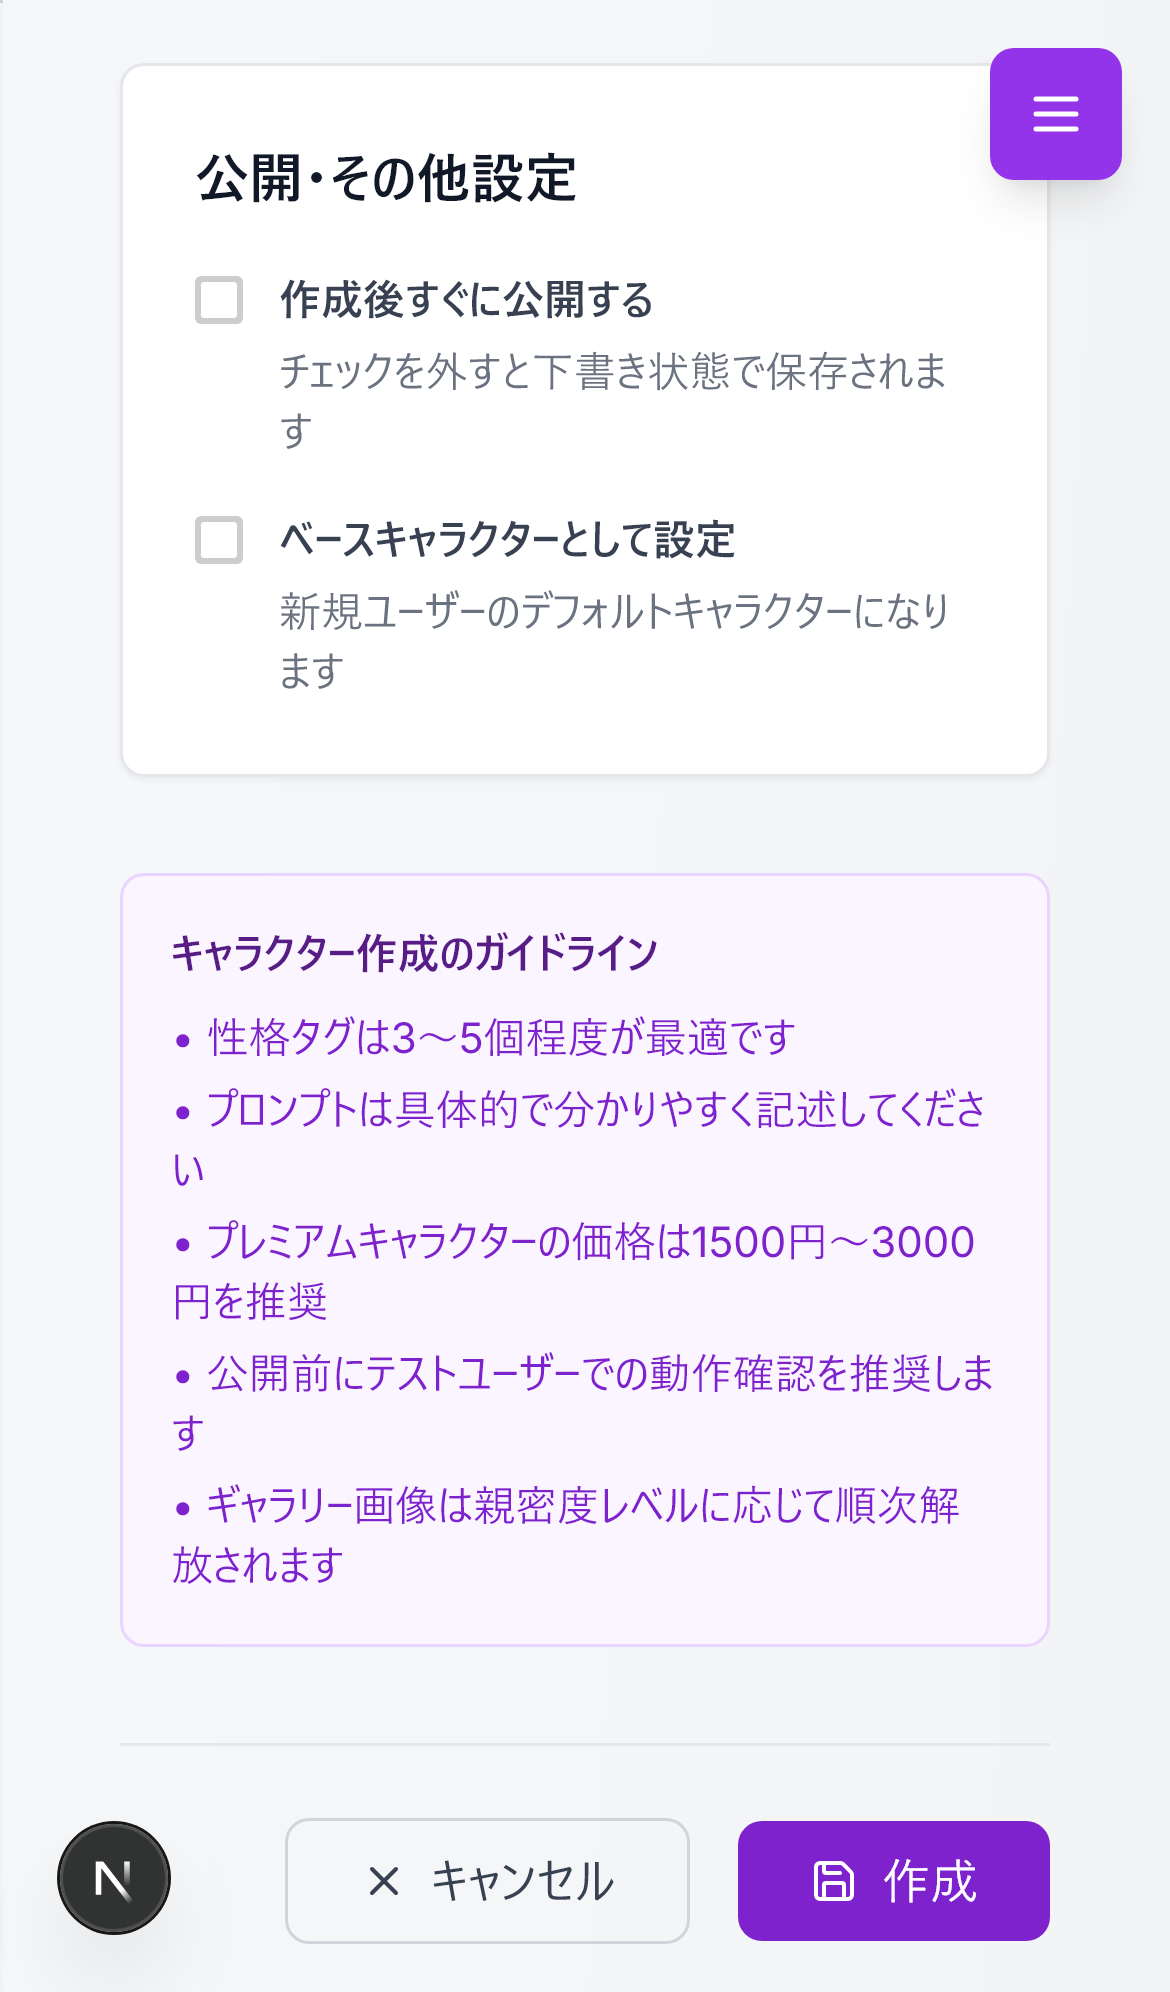 公開・その他設定
作成後すぐに公開する
チェックを外すと下書き状態で保存されま
す
ベースキャラクターとして設定
新規ユーザーのデフォルトキャラクターになり
ます
キャラクター作成のガイドライン
• 性格タグは3〜5個程度が最適です
• プロンプトは具体的で分かりやすく記述してくださ
い
• プレミアムキャラクターの価格は1500円〜3000
円を推奨
• 公開前にテストユーザーでの動作確認を推奨しま
す
• ギャラリー画像は親密度レベルに応じて順次解
放されます
N
キャンセル
作成